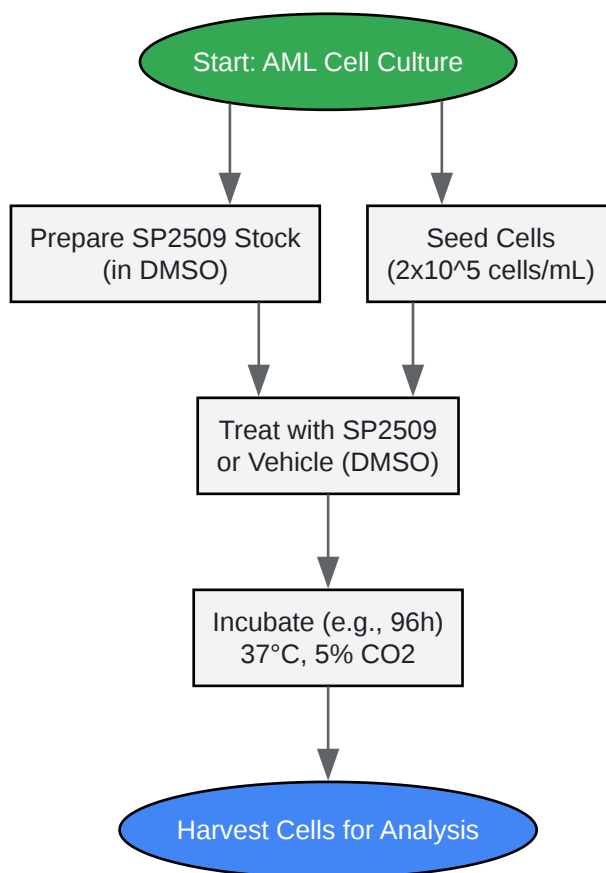 Start: AML Cell Culture
Prepare SP2509 Stock
(in DMSO)
Seed Cells
(2x10^5 cells/mL)
Treat with SP2509
or Vehicle (DMSO)
Incubate (e.g., 96h)
37°C, 5% CO2
Harvest Cells for Analysis